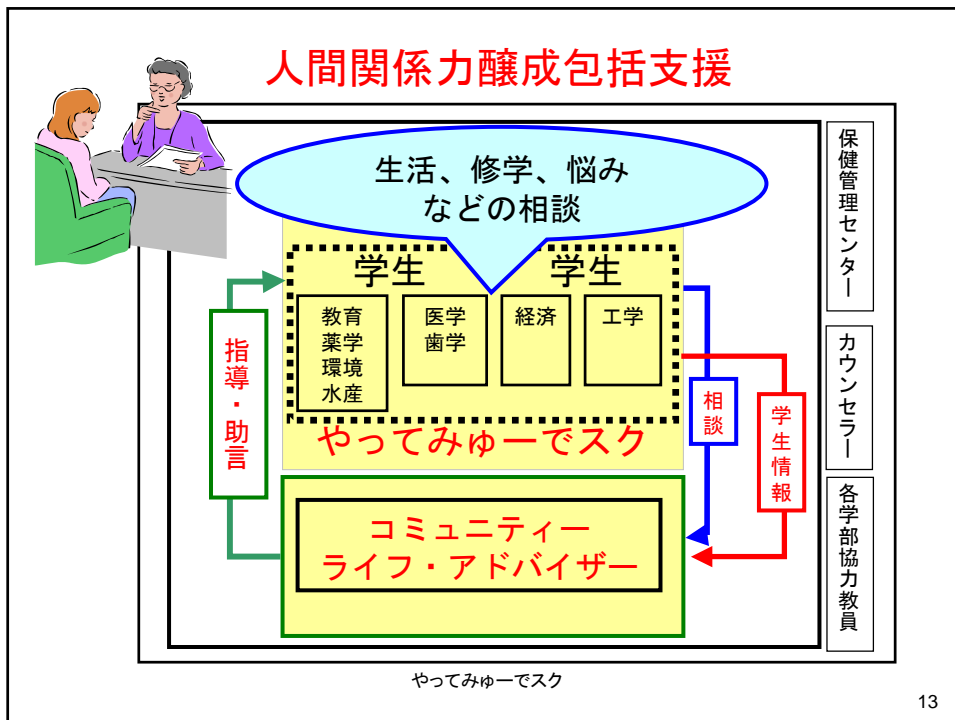 人間関係力醸成包括支援
生活、修学、悩み
などの相談
学生
学生
教育
薬学
環境
水産
医学
歯学
経済
工学
やってみゅーでスク
コミュニティー
ライフ・アドバイザー
指導・助言
相談
学生情報
保健管理センター
カウンセラー
各学部協力教員
やってみゅーでスク
13